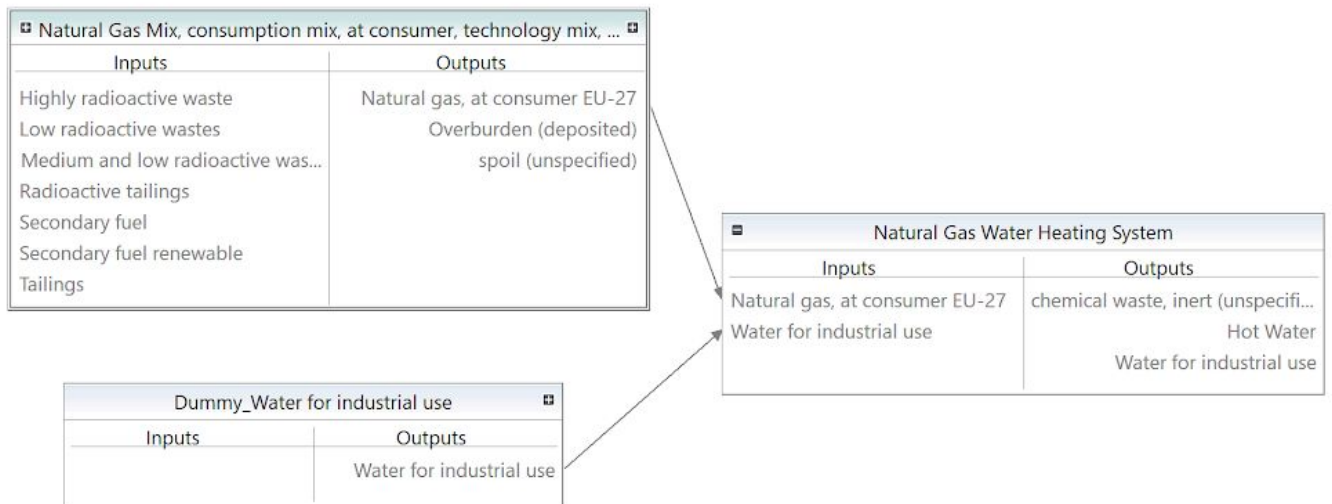 Natural Gas Mix, consumption mix, at consumer, technology mix, ...
Inputs Outputs
Highly radioactive waste Natural gas, at consumer EU-27
Low radioactive wastes Overburden (deposited)
Medium and low radioactive was... spoil (unspecified)
Radioactive tailings
Secondary fuel
Secondary fuel renewable
Tailings
Natural Gas Water Heating System
Inputs Outputs
Natural gas, at consumer EU-27 chemical waste, inert (unspecifi...
Water for industrial use Hot Water
Water for industrial use
Dummy_Water for industrial use
Inputs Outputs
Water for industrial use